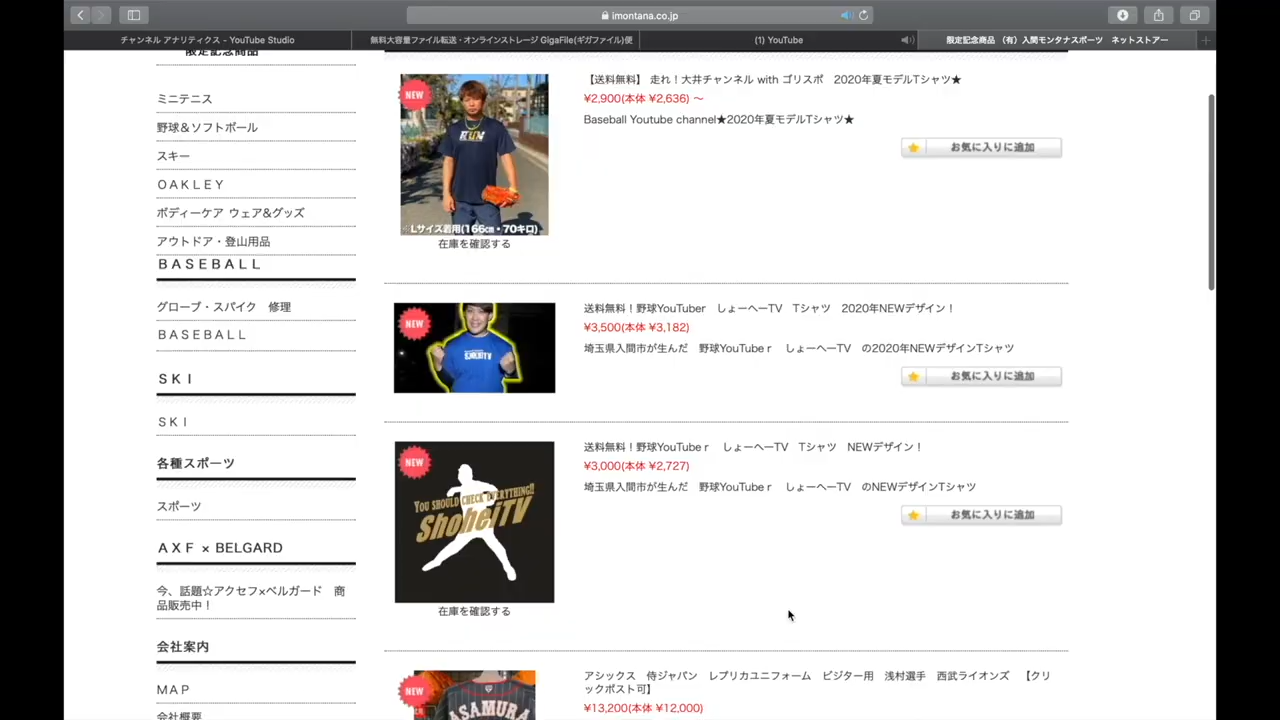 imontana.co.jp
チャンネル アナリティクス - YouTube Studio
無料大容量ファイル転送・オンラインストレージ GigaFile(ギガファイル)便
(1) YouTube
限定記念商品 （有）入間モンタナスポーツ　ネットストアー
限定記念商品
ミニテニス
野球＆ソフトボール
スキー
ＯＡＫＬＥＹ
ボディーケア ウェア&グッズ
アウトドア・登山用品
ＢＡＳＥＢＡＬＬ
グローブ・スパイク　修理
ＢＡＳＥＢＡＬＬ
ＳＫＩ
ＳＫＩ
各種スポーツ
スポーツ
ＡＸＦ × BELGARD
今、話題☆アクセフ×ベルガード　商
品販売中！
会社案内
ＭＡＰ
会社概要
NEW
RUN
Lサイズ着用(166㎝・70キロ)
在庫を確認する
【送料無料】 走れ！大井チャンネル with ゴリスポ　2020年夏モデルTシャツ★
¥2,900(本体 ¥2,636) 〜
Baseball Youtube channel★2020年夏モデルTシャツ★
お気に入りに追加
NEW
SHOHEITV
送料無料！野球YouTuber　しょーへーTV　Tシャツ　2020年NEWデザイン！
¥3,500(本体 ¥3,182)
埼玉県入間市が生んだ　野球YouTubeｒ　しょーへーTV　の2020年NEWデザインTシャツ
お気に入りに追加
NEW
YOU SHOULD CHECK EVERYTHING!!
ShoheiTV
在庫を確認する
送料無料！野球YouTubeｒ　しょーへーTV　Tシャツ　NEWデザイン！
¥3,000(本体 ¥2,727)
埼玉県入間市が生んだ　野球YouTubeｒ　しょーへーTV　のNEWデザインTシャツ
お気に入りに追加
NEW
ASAMURA
アシックス　侍ジャパン　レプリカユニフォーム　ビジター用　浅村選手　西武ライオンズ　【クリ
ックポスト可】
¥13,200(本体 ¥12,000)